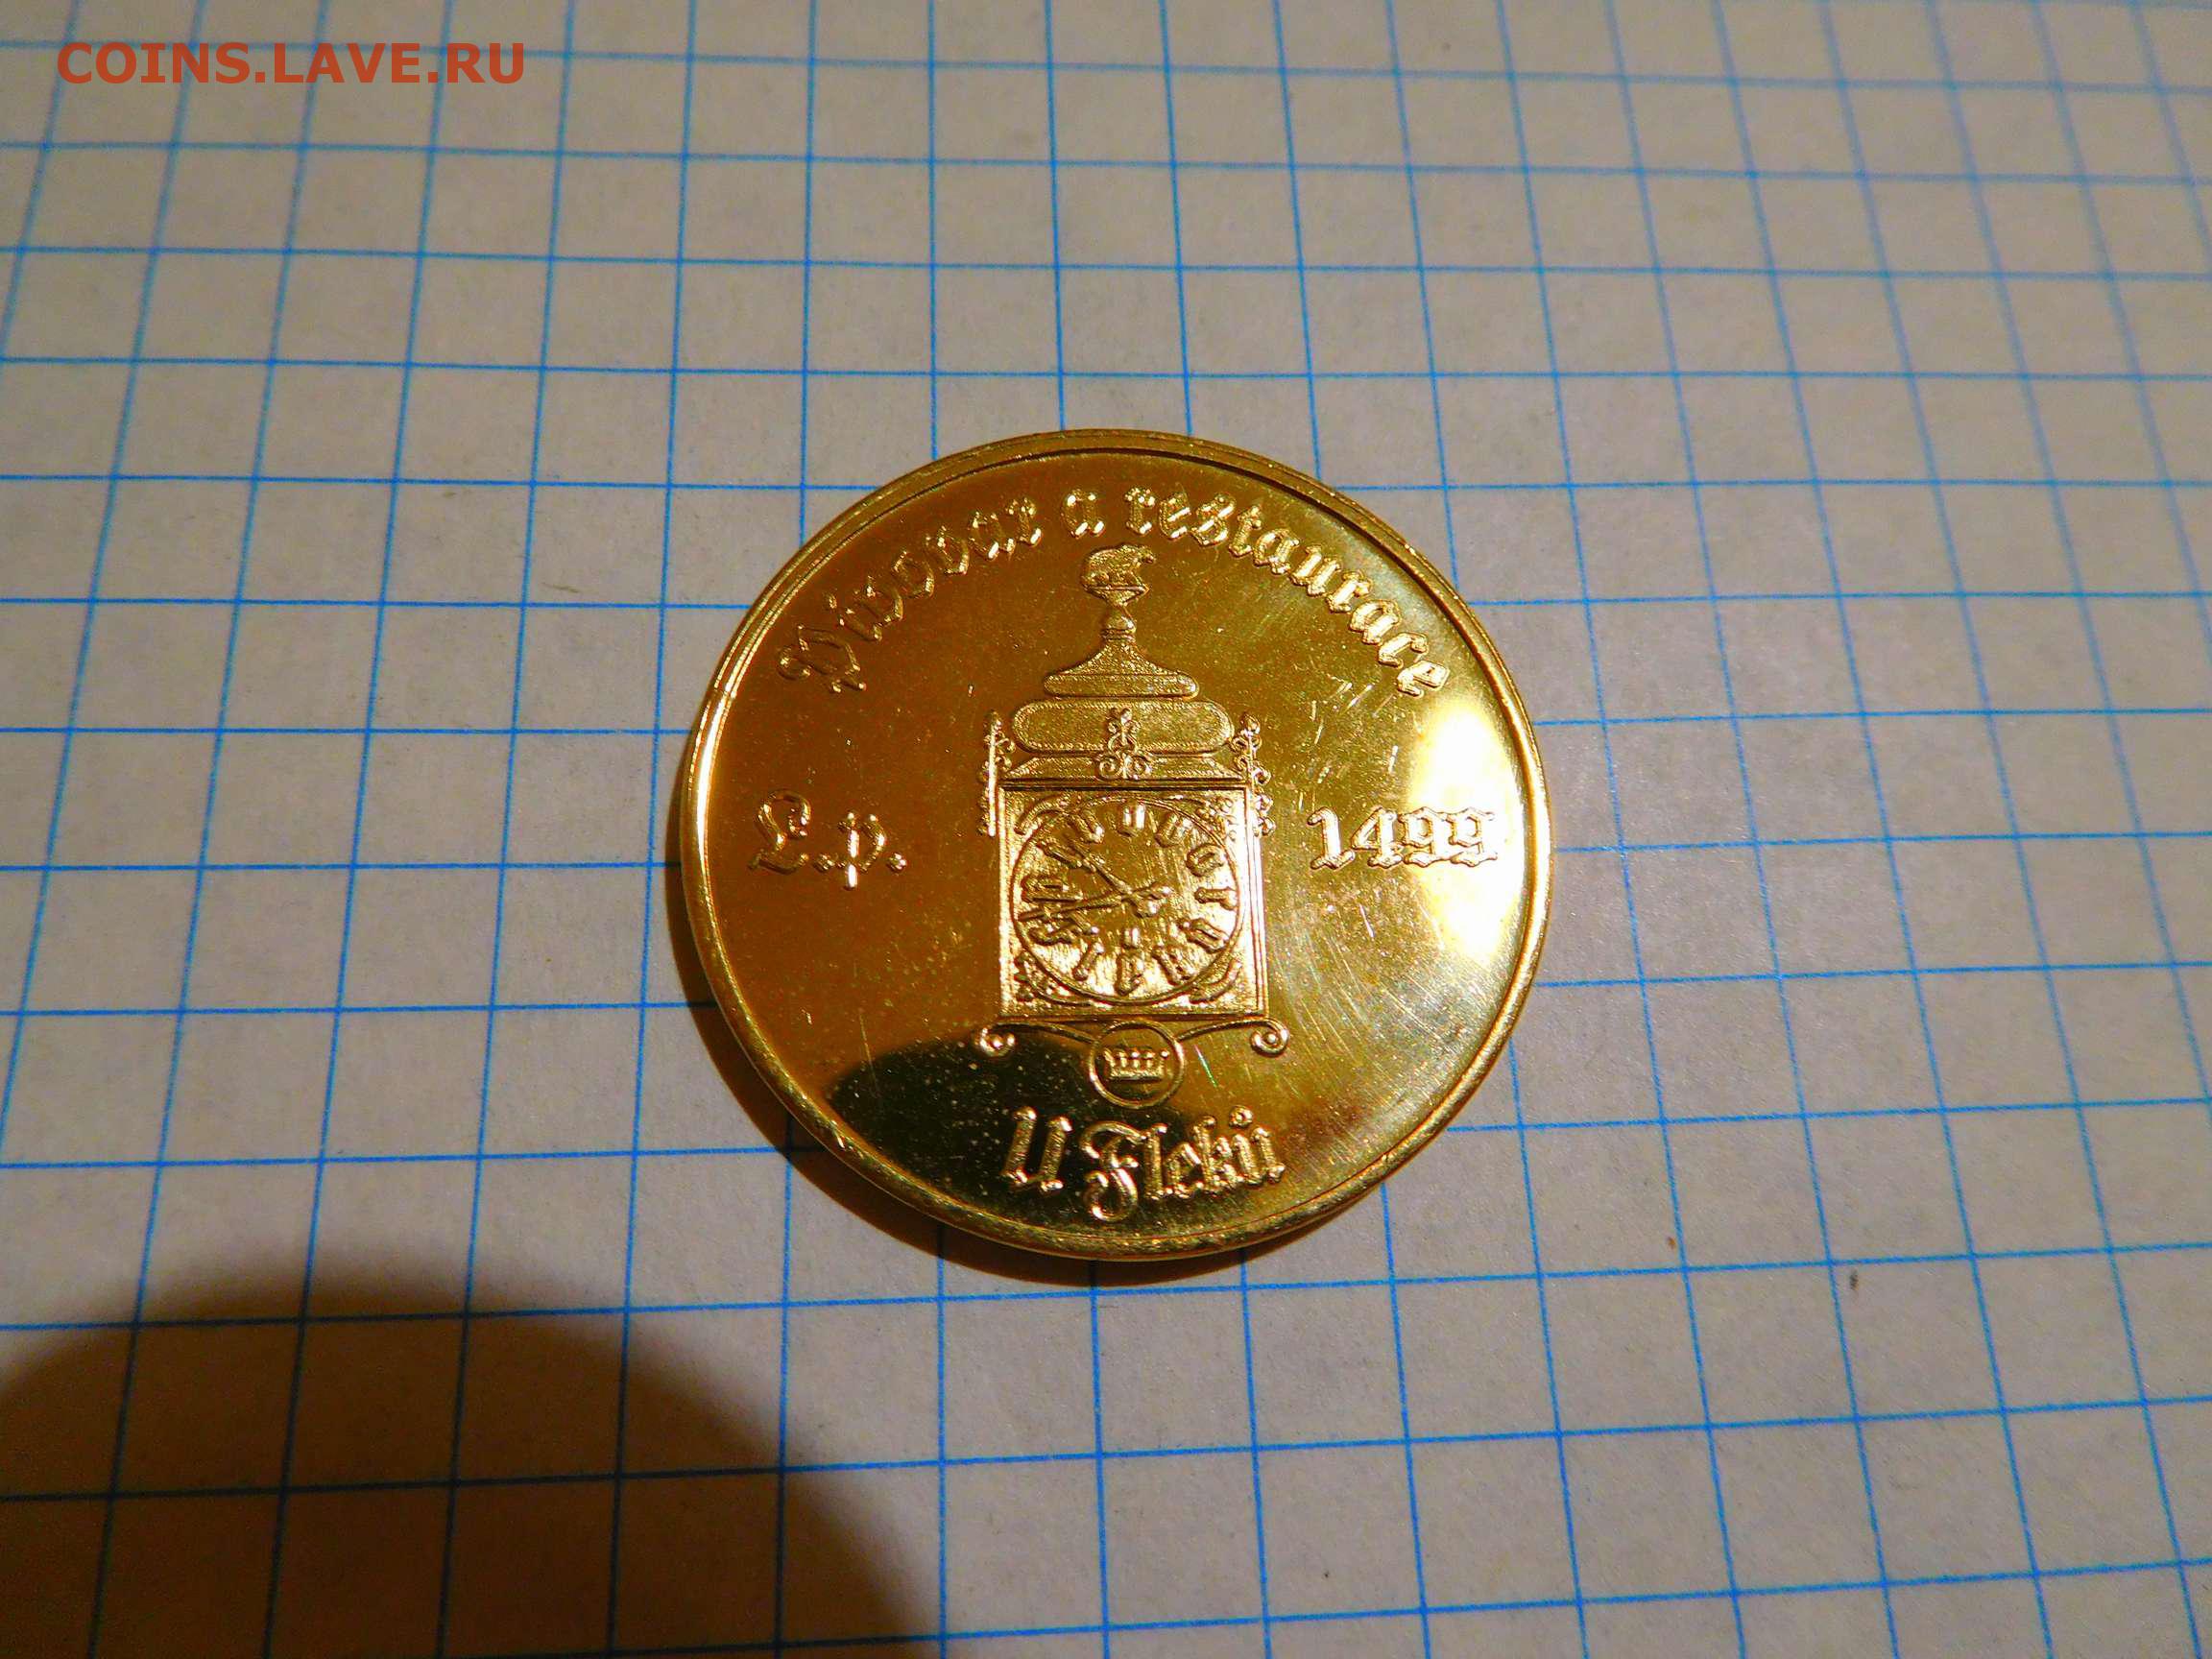 COINS.LAVE.RU
Pivovar a restaurace
L.p. 1499
U Fleků